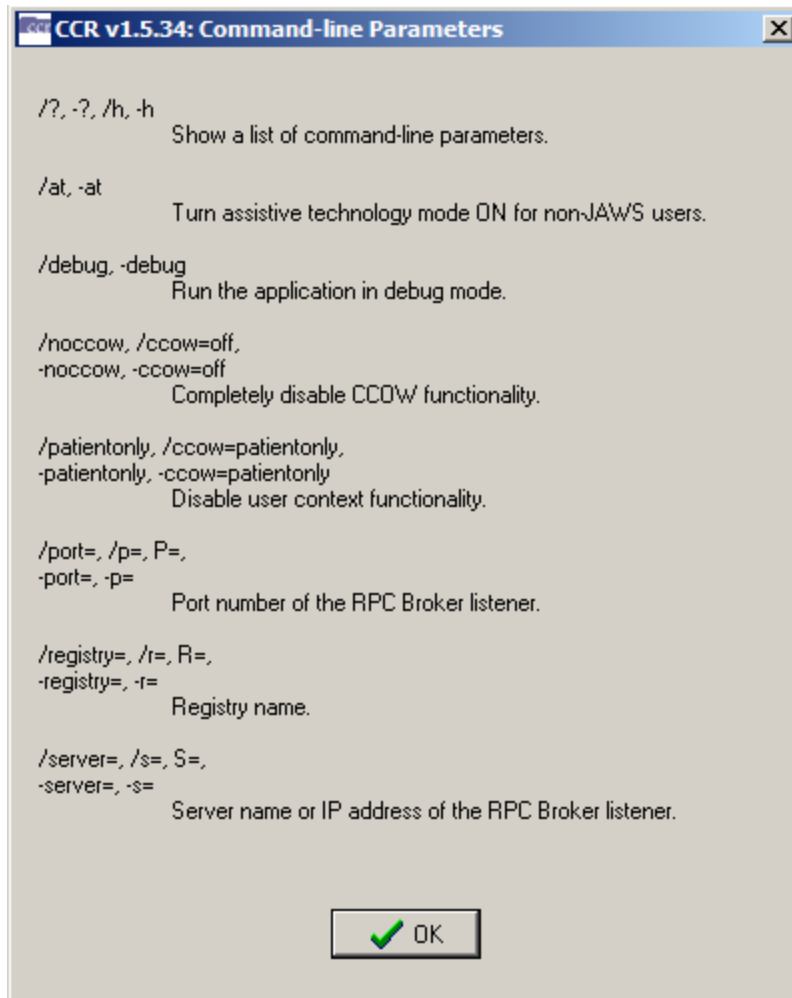 CCR CCR v1.5.34: Command-line Parameters
/?, -?, /h, -h
Show a list of command-line parameters.
/at, -at
Turn assistive technology mode ON for non-JAWS users.
/debug, -debug
Run the application in debug mode.
/noccow, /ccow=off,
-noccow, -ccow=off
Completely disable CCOW functionality.
/patientonly, /ccow=patientonly,
-patientonly, -ccow=patientonly
Disable user context functionality.
/port=, /p=, P=,
-port=, -p=
Port number of the RPC Broker listener.
/registry=, /r=, R=,
-registry=, -r=
Registry name.
/server=, /s=, S=,
-server=, -s=
Server name or IP address of the RPC Broker listener.
OK